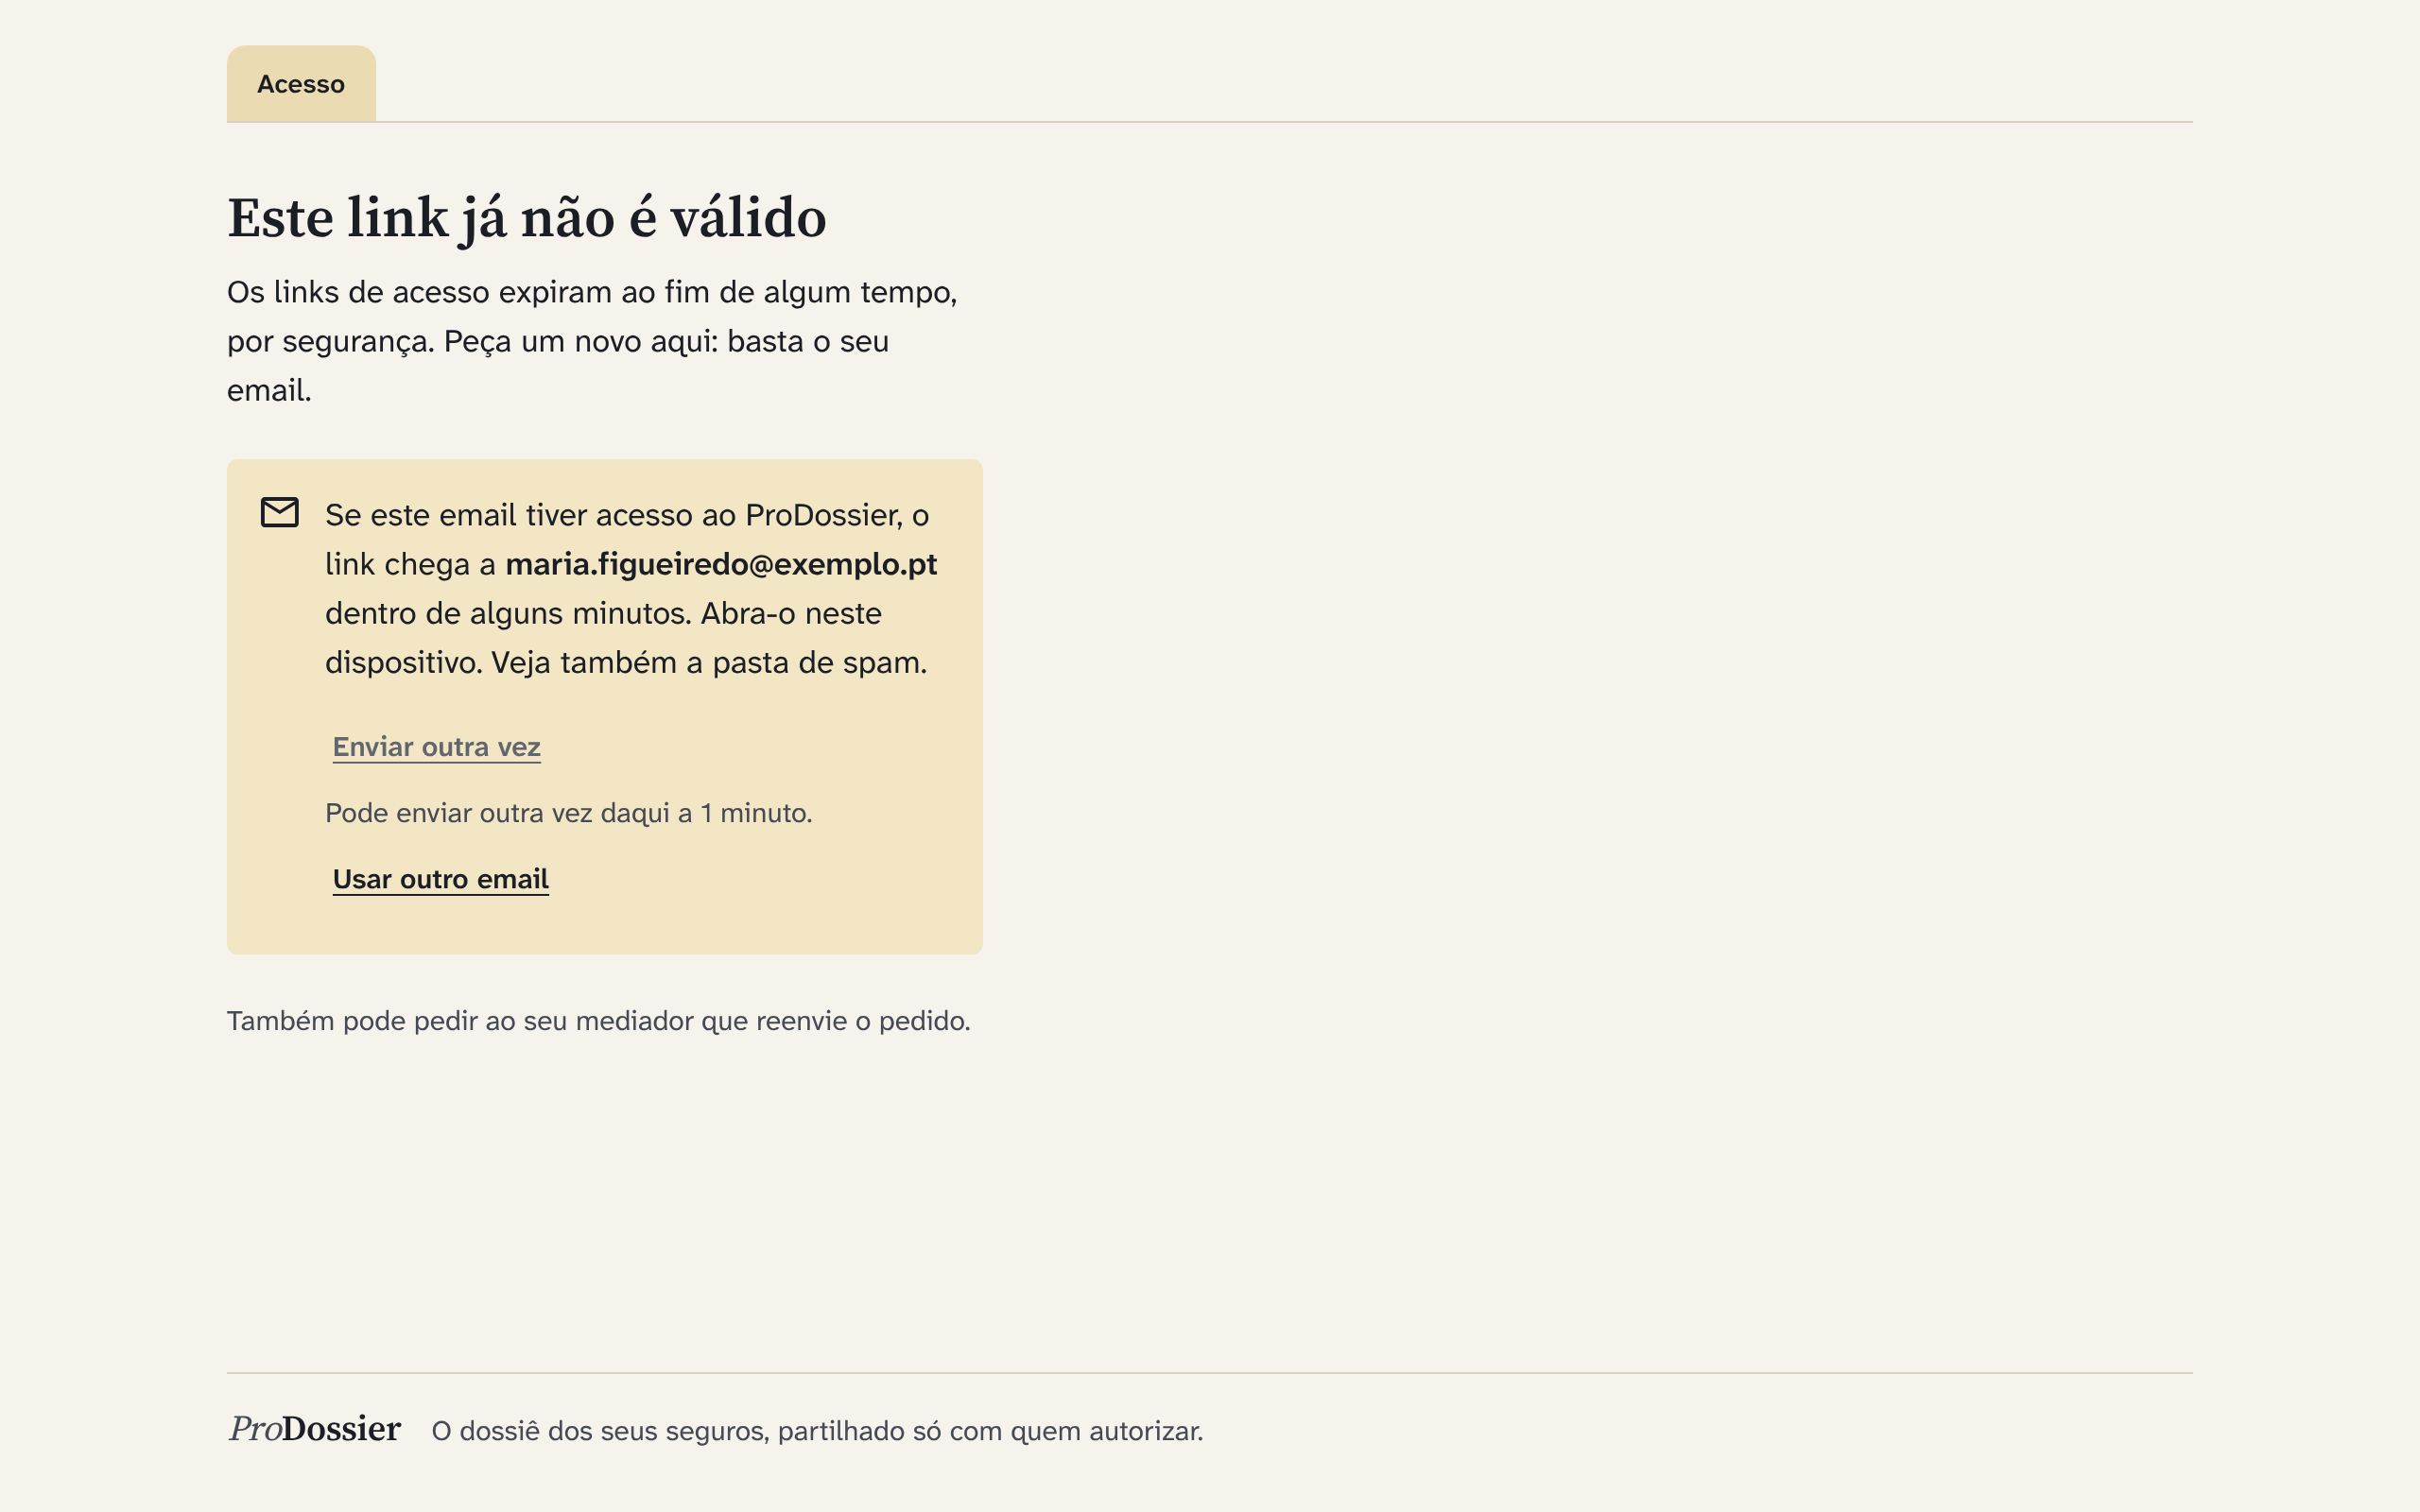 Acesso
Este link já não é válido
Os links de acesso expiram ao fim de algum tempo,
por segurança. Peça um novo aqui: basta o seu
email.
Se este email tiver acesso ao ProDossier, o
link chega a maria.figueiredo@exemplo.pt
dentro de alguns minutos. Abra-o neste
dispositivo. Veja também a pasta de spam.
Enviar outra vez
Pode enviar outra vez daqui a 1 minuto.
Usar outro email
Também pode pedir ao seu mediador que reenvie o pedido.
ProDossier O dossiê dos seus seguros, partilhado só com quem autorizar.